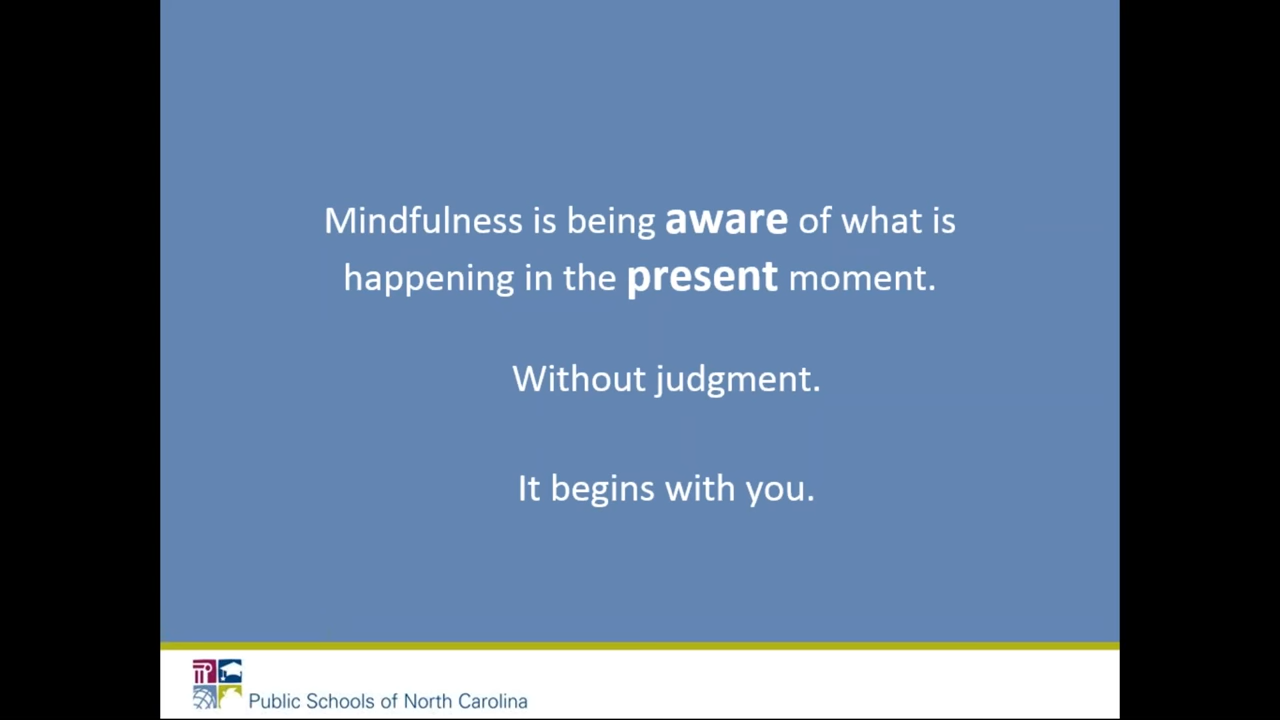 Mindfulness is being aware of what is
happening in the present moment.
Without judgment.
It begins with you.
Public Schools of North Carolina